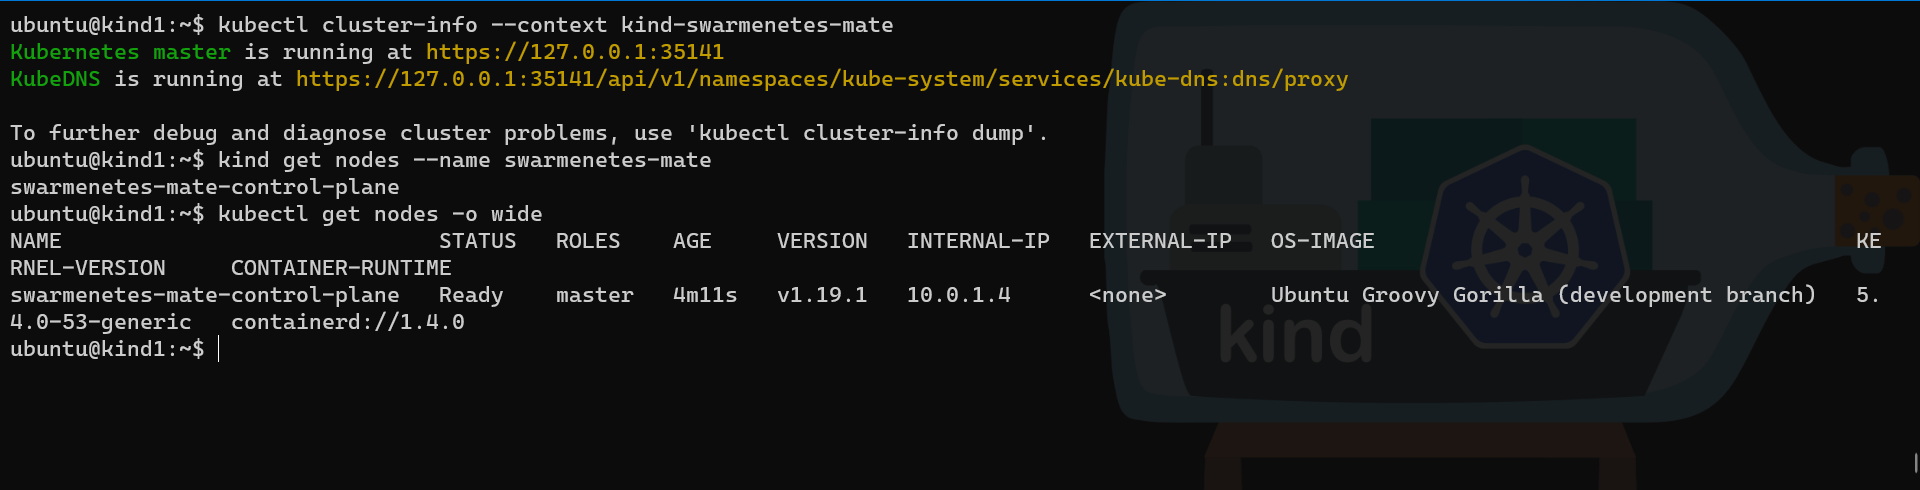 ubuntu@kind1:~$ kubectl cluster-info --context kind-swarmenetes-mate
Kubernetes master is running at https://127.0.0.1:35141
KubeDNS is running at https://127.0.0.1:35141/api/v1/namespaces/kube-system/services/kube-dns:dns/proxy

To further debug and diagnose cluster problems, use 'kubectl cluster-info dump'.
ubuntu@kind1:~$ kind get nodes --name swarmenetes-mate
swarmenetes-mate-control-plane
ubuntu@kind1:~$ kubectl get nodes -o wide
NAME                             STATUS   ROLES    AGE     VERSION   INTERNAL-IP   EXTERNAL-IP   OS-IMAGE                                     KE
RNEL-VERSION     CONTAINER-RUNTIME
swarmenetes-mate-control-plane   Ready    master   4m11s   v1.19.1   10.0.1.4      <none>        Ubuntu Groovy Gorilla (development branch)   5.
4.0-53-generic   containerd://1.4.0
ubuntu@kind1:~$
kind